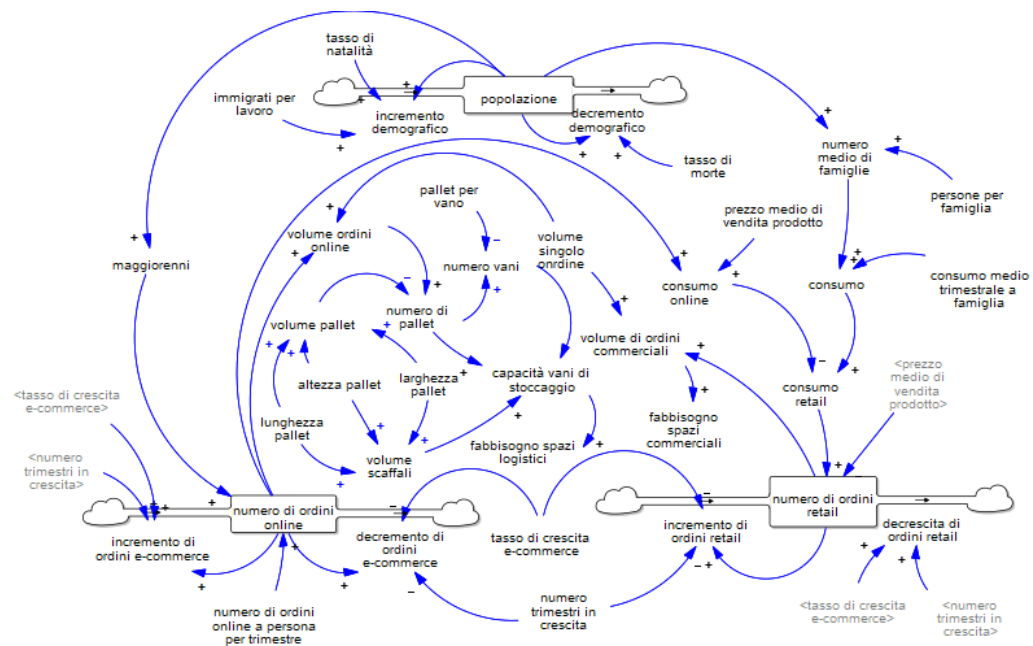 tasso di
natalità
immigrati per
lavoro
incremento
demografico
popolazione
decremento
demografico
tasso di
morte
numero
medio di
famiglie
persone per
famiglia
prezzo medio di
vendita prodotto
pallet per
vano
volume ordini
online
volume
singolo
onrdine
maggiorenni
numero vani
consumo
online
consumo
consumo medio
trimestrale a
famiglia
numero di
pallet
volume pallet
volume di ordini
commerciali
altezza pallet
larghezza
pallet
capacità vani di
stoccaggio
consumo
retail
<prezzo
medio di
vendita
prodotto>
<tasso di crescita
e-commerce>
lunghezza
pallet
fabbisogno
spazi
commerciali
fabbisogno spazi
logistici
volume
scaffali
<numero
trimestri in
crescita>
numero di ordini
online
numero di ordini
retail
incremento di
ordini e-commerce
decremento di
ordini
e-commerce
tasso di crescita
e-commerce
incremento di
ordini retail
decrescita di
ordini retail
numero di ordini
online a persona
per trimestre
numero
trimestri in
crescita
<tasso di crescita
e-commerce>
<numero
trimestri in
crescita>